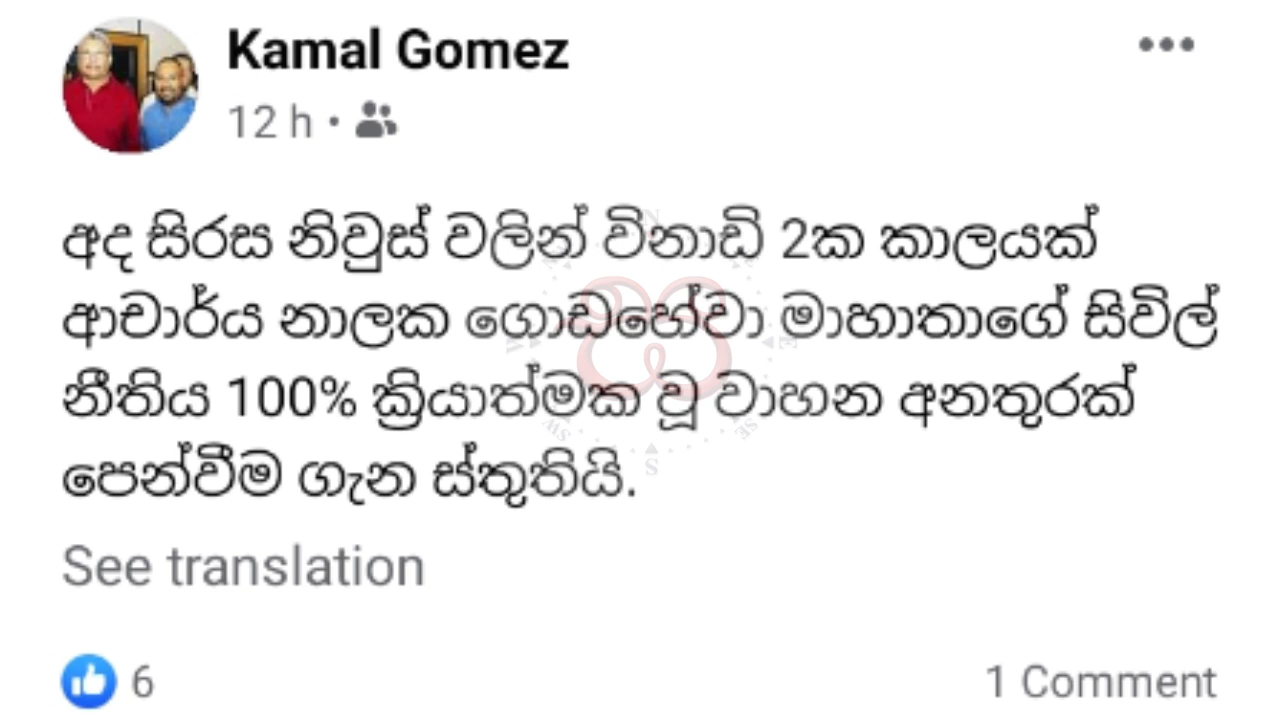 Kamal Gomez
12 h
අද සිරස නිවුස් වලින් විනාඩි 2ක කාලයක්
ආචාර්ය නාලක ගොඩහේවා මාහාතාගේ සිවිල්
නීතිය 100% ක්‍රියාත්මක වූ වාහන අනතුරක්
පෙන්වීම ගැන ස්තුතියි.
See translation
6
1 Comment